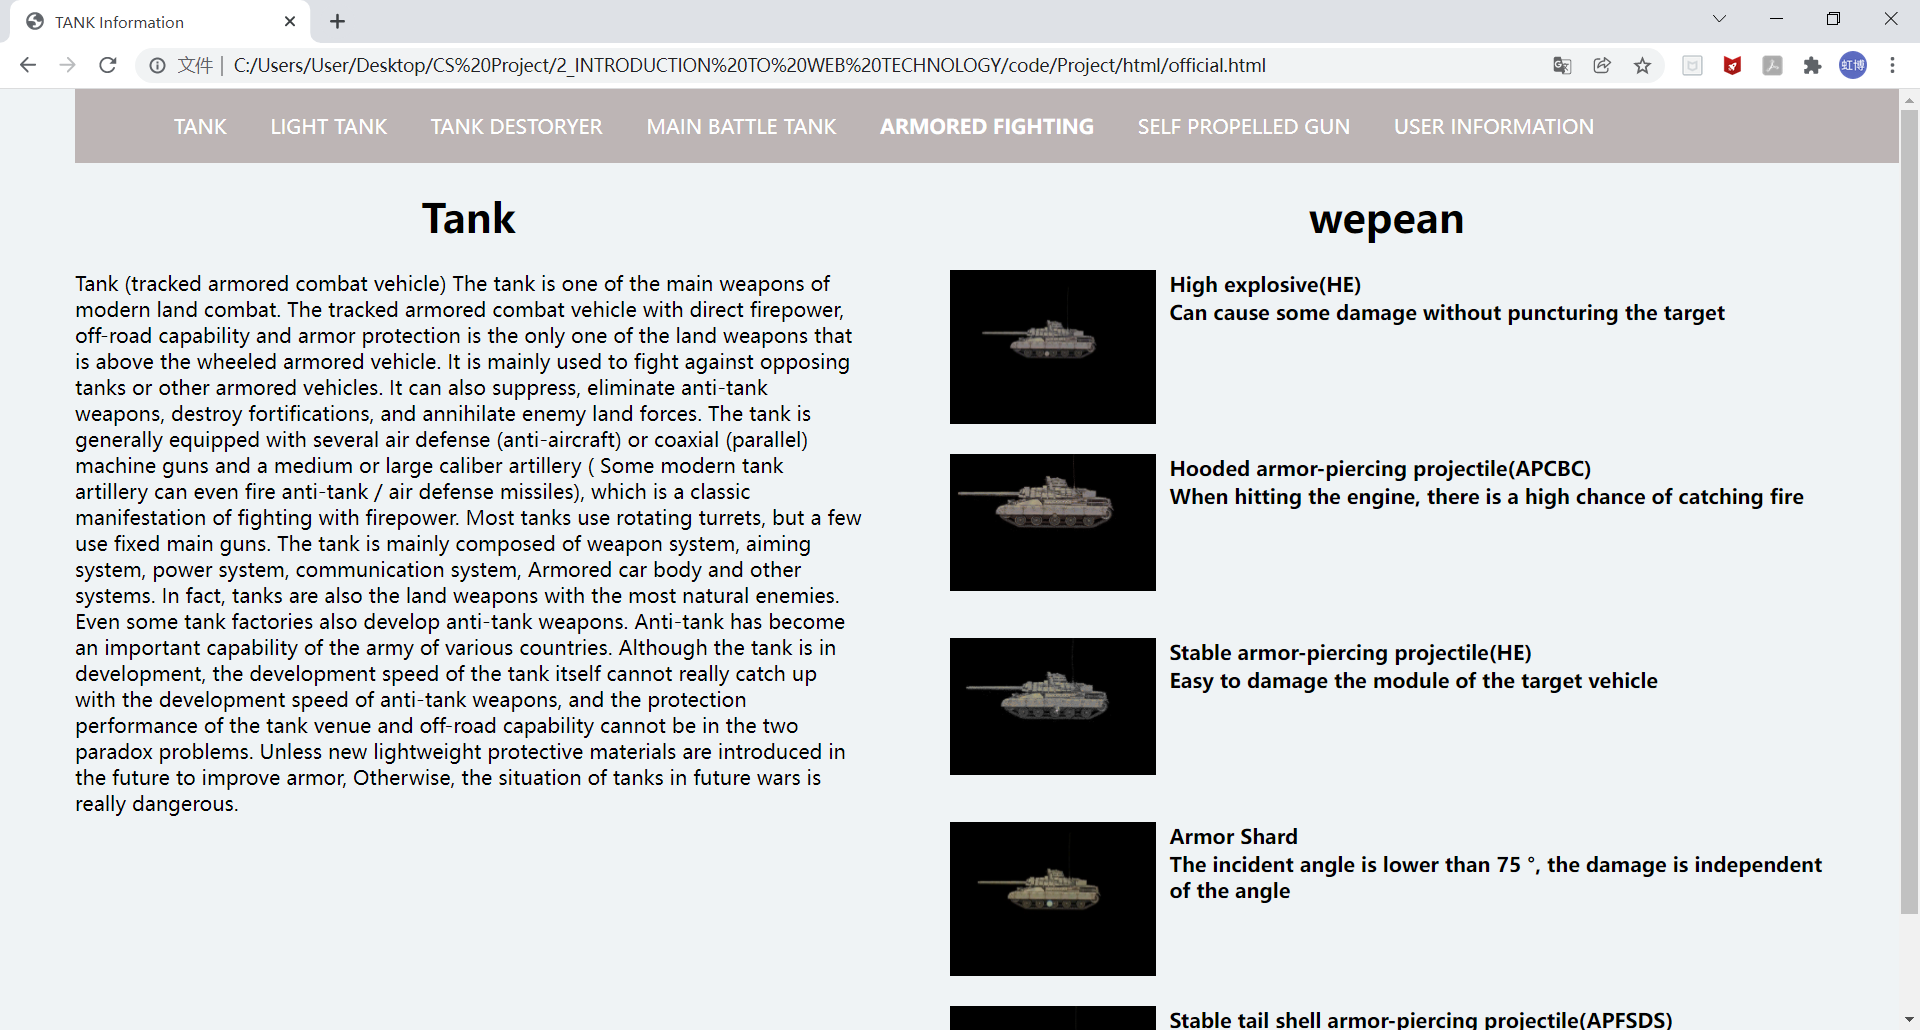 TANK Information
文件 | C:/Users/User/Desktop/CS%20Project/2_INTRODUCTION%20TO%20WEB%20TECHNOLOGY/code/Project/html/official.html
虹博
TANK LIGHT TANK TANK DESTORYER MAIN BATTLE TANK ARMORED FIGHTING SELF PROPELLED GUN USER INFORMATION
Tank
Tank (tracked armored combat vehicle) The tank is one of the main weapons of
modern land combat. The tracked armored combat vehicle with direct firepower,
off-road capability and armor protection is the only one of the land weapons that
is above the wheeled armored vehicle. It is mainly used to fight against opposing
tanks or other armored vehicles. It can also suppress, eliminate anti-tank
weapons, destroy fortifications, and annihilate enemy land forces. The tank is
generally equipped with several air defense (anti-aircraft) or coaxial (parallel)
machine guns and a medium or large caliber artillery ( Some modern tank
artillery can even fire anti-tank / air defense missiles), which is a classic
manifestation of fighting with firepower. Most tanks use rotating turrets, but a few
use fixed main guns. The tank is mainly composed of weapon system, aiming
system, power system, communication system, Armored car body and other
systems. In fact, tanks are also the land weapons with the most natural enemies.
Even some tank factories also develop anti-tank weapons. Anti-tank has become
an important capability of the army of various countries. Although the tank is in
development, the development speed of the tank itself cannot really catch up
with the development speed of anti-tank weapons, and the protection
performance of the tank venue and off-road capability cannot be in the two
paradox problems. Unless new lightweight protective materials are introduced in
the future to improve armor, Otherwise, the situation of tanks in future wars is
really dangerous.
wepean
High explosive(HE)
Can cause some damage without puncturing the target
Hooded armor-piercing projectile(APCBC)
When hitting the engine, there is a high chance of catching fire
Stable armor-piercing projectile(HE)
Easy to damage the module of the target vehicle
Armor Shard
The incident angle is lower than 75 °, the damage is independent
of the angle
Stable tail shell armor-piercing projectile(APFSDS)